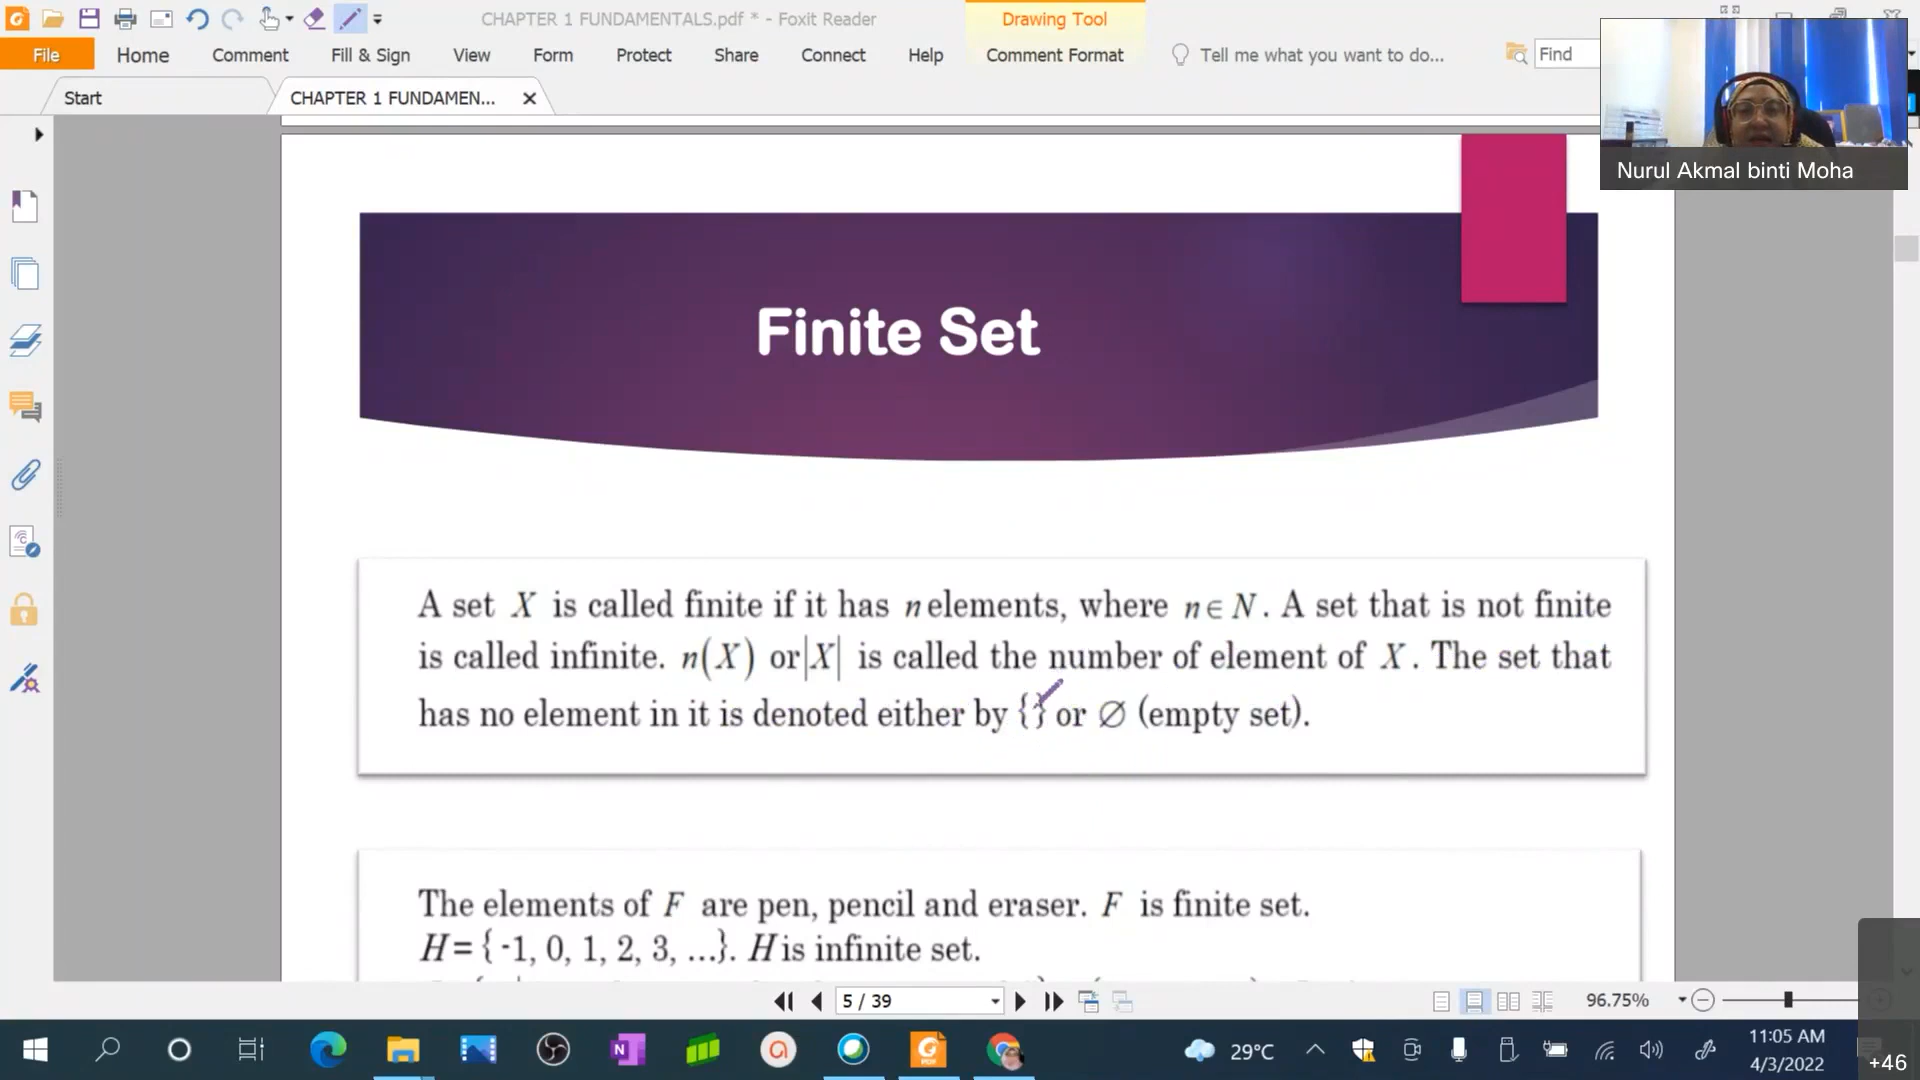 CHAPTER 1 FUNDAMENTALS.pdf * - Foxit Reader
Drawing Tool
File
Home
Comment
Fill & Sign
View
Form
Protect
Share
Connect
Help
Comment Format
Tell me what you want to do...
Find
Start
CHAPTER 1 FUNDAMEN...
Nurul Akmal binti Moha
Finite Set
A set X is called finite if it has n elements, where n ∈ N. A set that is not finite
is called infinite. n(X) or |X| is called the number of element of X. The set that
has no element in it is denoted either by {} or ∅ (empty set).
The elements of F are pen, pencil and eraser. F is finite set.
H = { -1, 0, 1, 2, 3, ...}. H is infinite set.
5 / 39
96.75%
29°C
11:05 AM
4/3/2022
+46